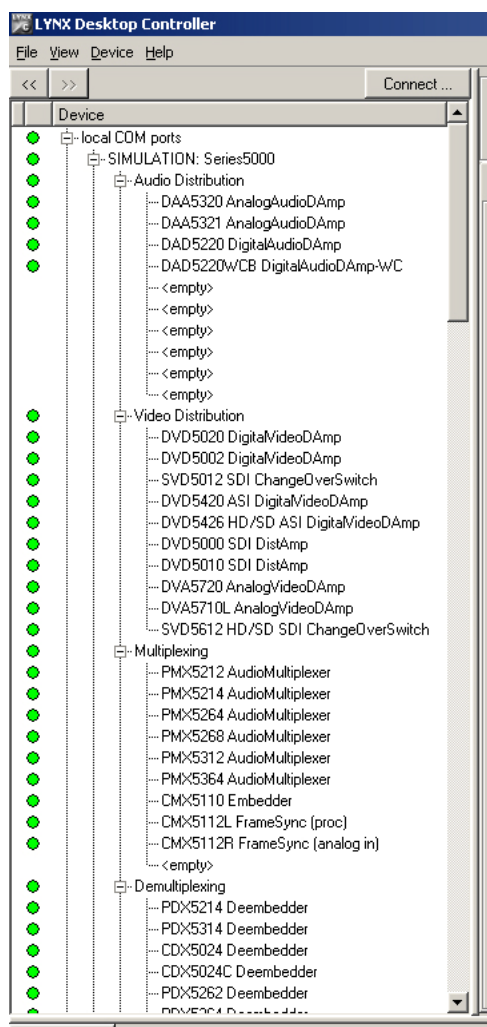 LYNX Desktop Controller
File View Device Help
<< >> Connect ...
Device
local COM ports
SIMULATION: Series5000
Audio Distribution
DAA5320 AnalogAudioDAmp
DAA5321 AnalogAudioDAmp
DAD5220 DigitalAudioDAmp
DAD5220WCB DigitalAudioDAmp-WC
<empty>
<empty>
<empty>
<empty>
<empty>
<empty>
Video Distribution
DVD5020 DigitalVideoDAmp
DVD5002 DigitalVideoDAmp
SVD5012 SDI ChangeOverSwitch
DVD5420 ASI DigitalVideoDAmp
DVD5426 HD/SD ASI DigitalVideoDAmp
DVD5000 SDI DistAmp
DVD5010 SDI DistAmp
DVA5720 AnalogVideoDAmp
DVA5710L AnalogVideoDAmp
SVD5612 HD/SD SDI ChangeOverSwitch
Multiplexing
PMX5212 AudioMultiplexer
PMX5214 AudioMultiplexer
PMX5264 AudioMultiplexer
PMX5268 AudioMultiplexer
PMX5312 AudioMultiplexer
PMX5364 AudioMultiplexer
CMX5110 Embedder
CMX5112L FrameSync (proc)
CMX5112R FrameSync (analog in)
<empty>
Demultiplexing
PDX5214 Deembedder
PDX5314 Deembedder
CDX5024 Deembedder
CDX5024C Deembedder
PDX5262 Deembedder